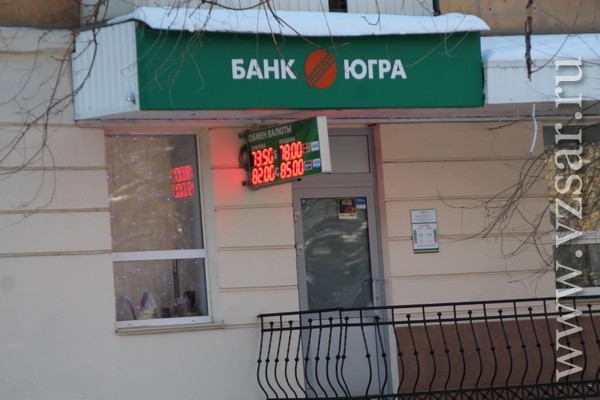 БАНК ЮГРА
ОБМЕН ВАЛЮТЫ
73.50 78.00
82.00 € 85.00
www.vzsar.ru